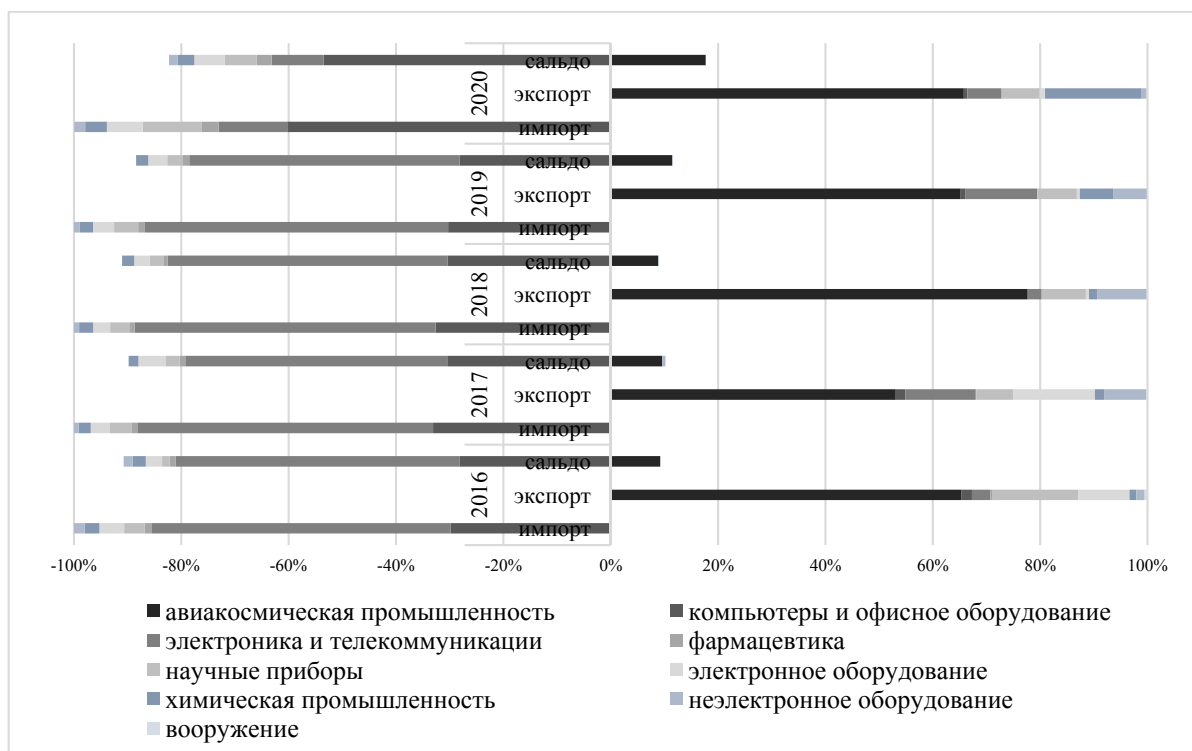 сальдо
экспорт
импорт
2020
сальдо
экспорт
импорт
2019
сальдо
экспорт
импорт
2018
сальдо
экспорт
импорт
2017
сальдо
экспорт
импорт
2016
-100% -80% -60% -40% -20% 0% 20% 40% 60% 80% 100%
авиакосмическая промышленность компьютеры и офисное оборудование
электроника и телекоммуникации фармацевтика
научные приборы электронное оборудование
химическая промышленность неэлектронное оборудование
вооружение